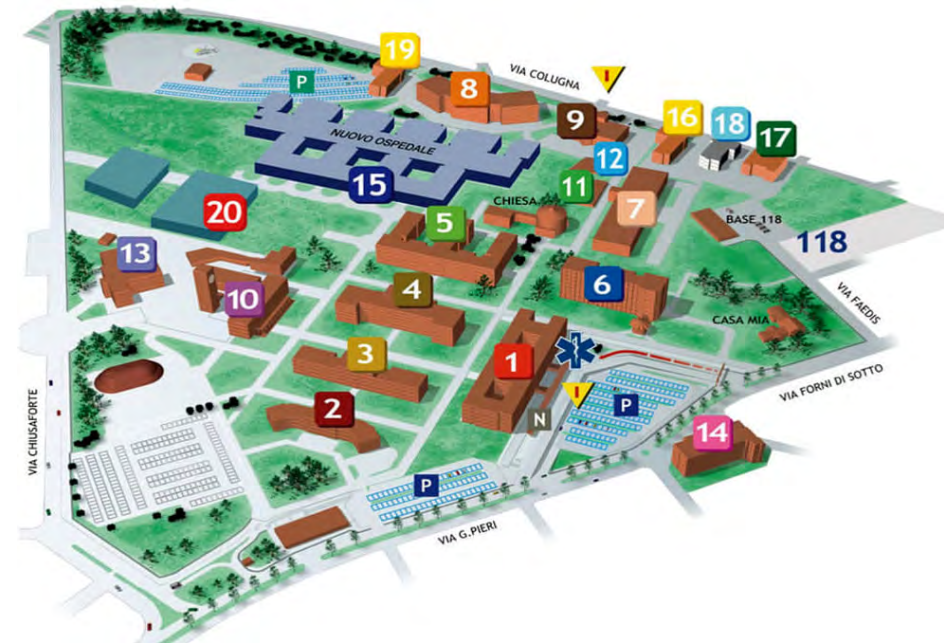 19
VIA COLUGNA
I
P
8
9
16
18
17
NUOVO OSPEDALE
12
15
11
CHIESA
7
20
5
BASE 118
118
13
10
4
6
VIA FAEDIS
CASA MIA
3
1
VIA FORNI DI SOTTO
I
P
2
N
14
VIA CHIUSAFORTE
P
VIA G.PIERI